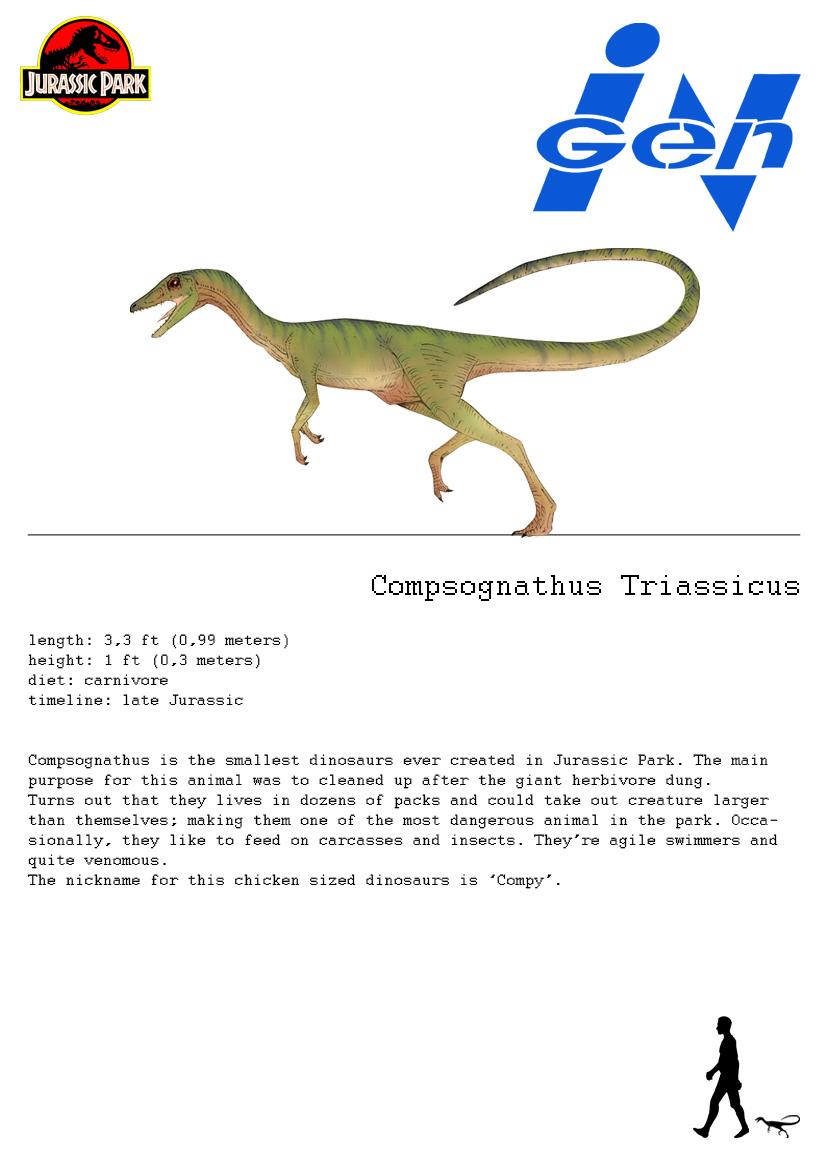 JURASSIC PARK
inGen
Compsognathus Triassicus
length: 3,3 ft (0,99 meters)
height: 1 ft (0,3 meters)
diet: carnivore
timeline: late Jurassic
Compsognathus is the smallest dinosaurs ever created in Jurassic Park. The main
purpose for this animal was to cleaned up after the giant herbivore dung.
Turns out that they lives in dozens of packs and could take out creature larger
than themselves; making them one of the most dangerous animal in the park. Occa-
sionally, they like to feed on carcasses and insects. They're agile swimmers and
quite venomous.
The nickname for this chicken sized dinosaurs is ‘Compy’.